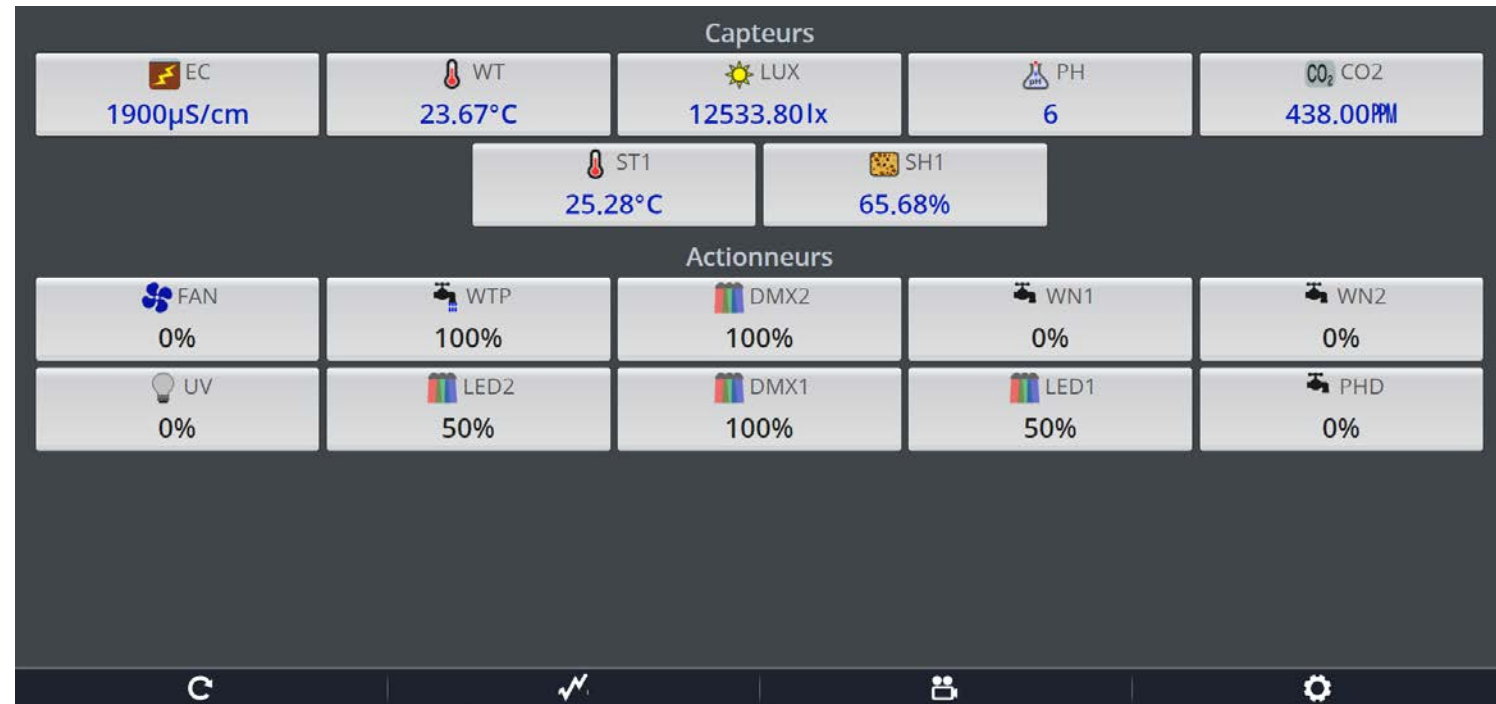 Capteurs
EC WT LUX PH CO₂ CO2
1900µS/cm 23.67°C 12533.80lx 6 438.00PPM
ST1 SH1
25.28°C 65.68%
Actionneurs
FAN WTP DMX2 WN1 WN2
0% 100% 100% 0% 0%
UV LED2 DMX1 LED1 PHD
0% 50% 100% 50% 0%